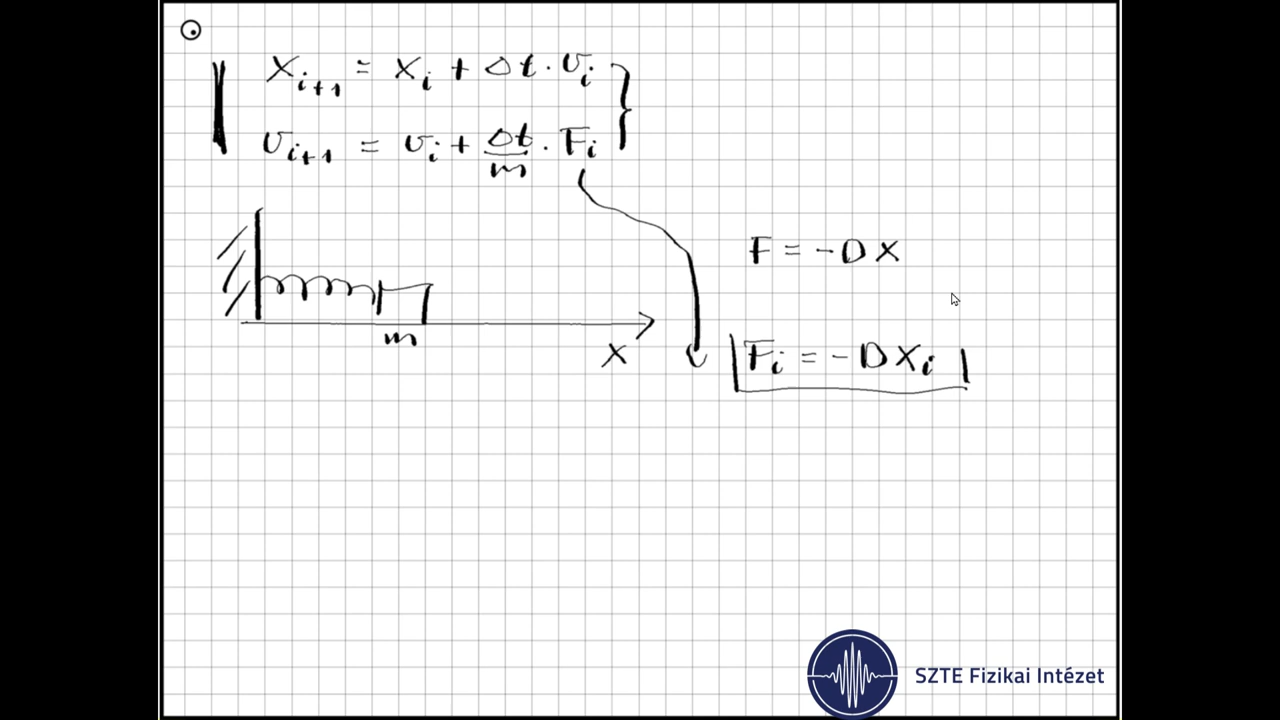 x_{i+1} = x_i + Δt · v_i
v_{i+1} = v_i + Δt/m · F_i
F = -D x
m
x
F_i = -D x_i
SZTE Fizikai Intézet